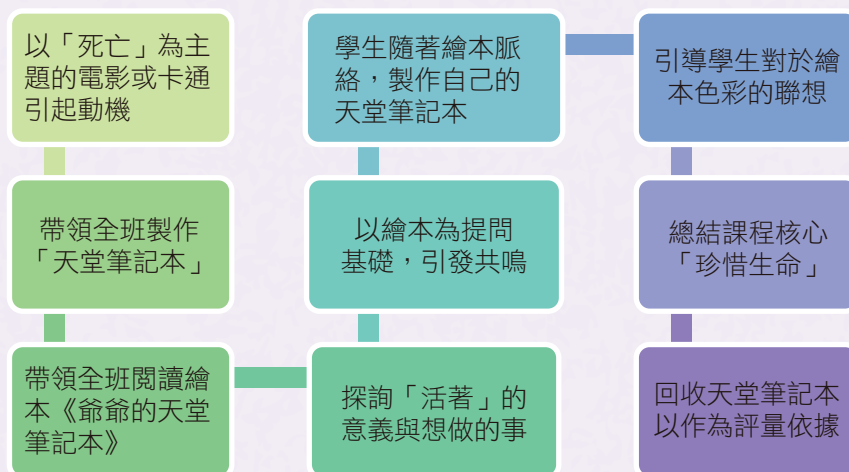 以「死亡」為主
題的電影或卡通
引起動機
帶領全班製作
「天堂筆記本」
帶領全班閱讀繪
本《爺爺的天堂
筆記本》
探詢「活著」的
意義與想做的事
以繪本為提問
基礎，引發共鳴
學生隨著繪本脈
絡，製作自己的
天堂筆記本
引導學生對於繪
本色彩的聯想
總結課程核心
「珍惜生命」
回收天堂筆記本
以作為評量依據